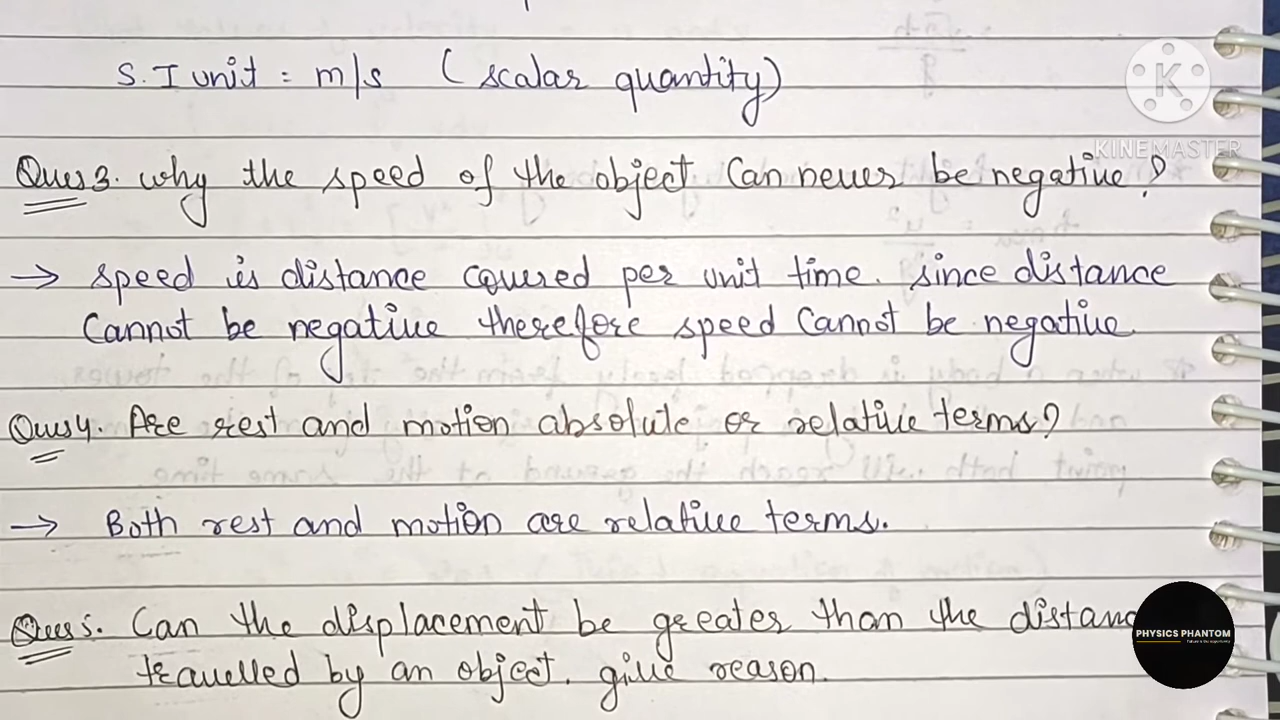 S.I unit = m/s (scalar quantity)
KINEMASTER
Ques 3. why the speed of the object can never be negative?
→ speed is distance covered per unit time. since distance
cannot be negative therefore speed cannot be negative.
Ques 4. Are rest and motion absolute or relative terms?
→ Both rest and motion are relative terms.
Ques 5. Can the displacement be greater than the distanc
PHYSICS PHANTOM
travelled by an object. give reason.